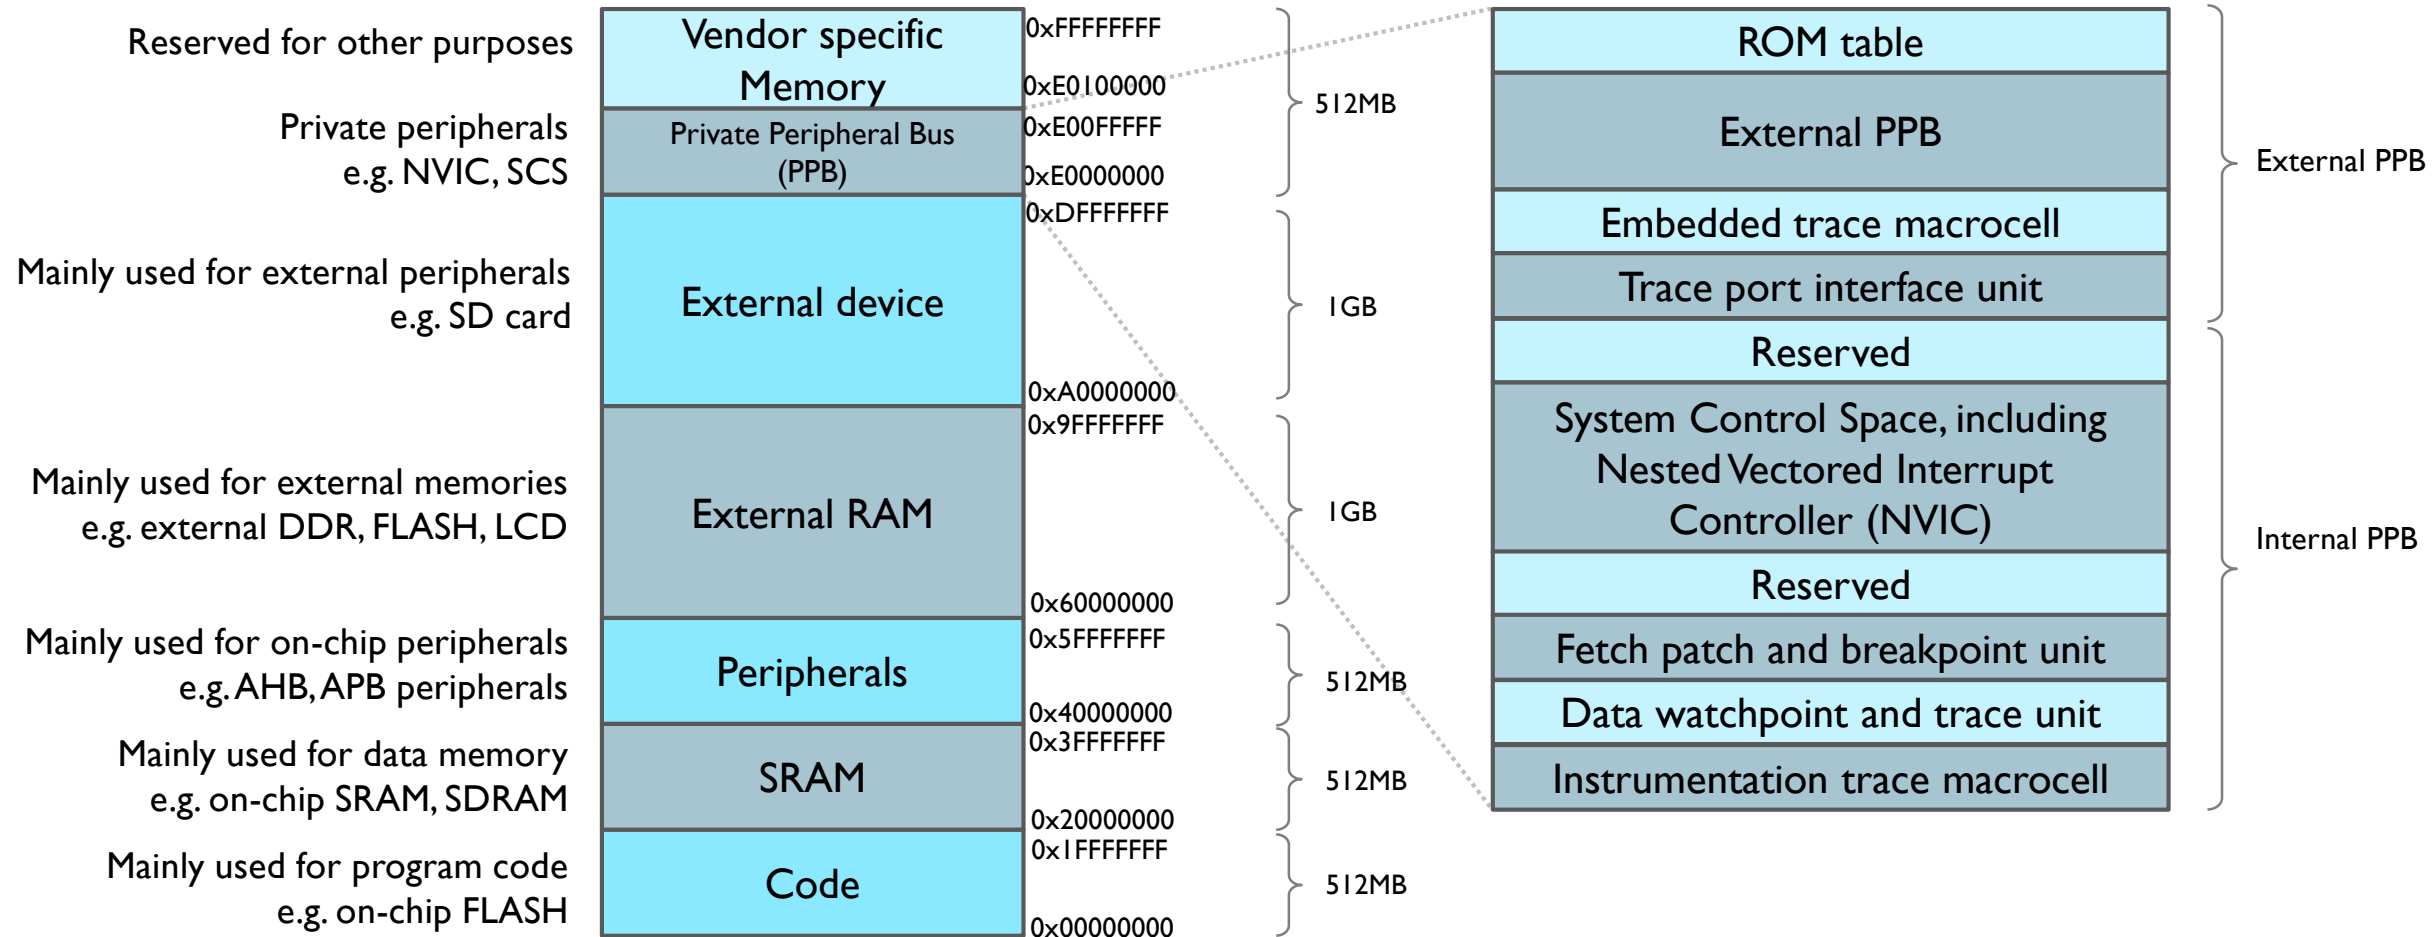 Reserved for other purposes
Private peripherals
e.g. NVIC, SCS
Mainly used for external peripherals
e.g. SD card
Mainly used for external memories
e.g. external DDR, FLASH, LCD
Mainly used for on-chip peripherals
e.g. AHB, APB peripherals
Mainly used for data memory
e.g. on-chip SRAM, SDRAM
Mainly used for program code
e.g. on-chip FLASH
Vendor specific
Memory
Private Peripheral Bus
(PPB)
External device
External RAM
Peripherals
SRAM
Code
0xFFFFFFFF
0xE0100000
0xE00FFFFF
0xE0000000
0xDFFFFFFF
0xA0000000
0x9FFFFFFF
0x60000000
0x5FFFFFFF
0x40000000
0x3FFFFFFF
0x20000000
0x1FFFFFFF
0x00000000
512MB
1GB
1GB
512MB
512MB
512MB
ROM table
External PPB
Embedded trace macrocell
Trace port interface unit
Reserved
System Control Space, including
Nested Vectored Interrupt
Controller (NVIC)
Reserved
Fetch patch and breakpoint unit
Data watchpoint and trace unit
Instrumentation trace macrocell
External PPB
Internal PPB